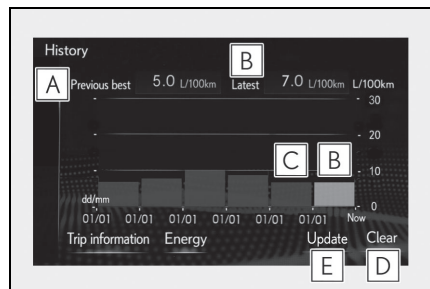 History
B
A Previous best 5.0 L/100km Latest 7.0 L/100km L/100km
30
20
10
C B
0
dd/mm
01/01 01/01 01/01 01/01 01/01 01/01 Now
Trip information Energy Update Clear
E D